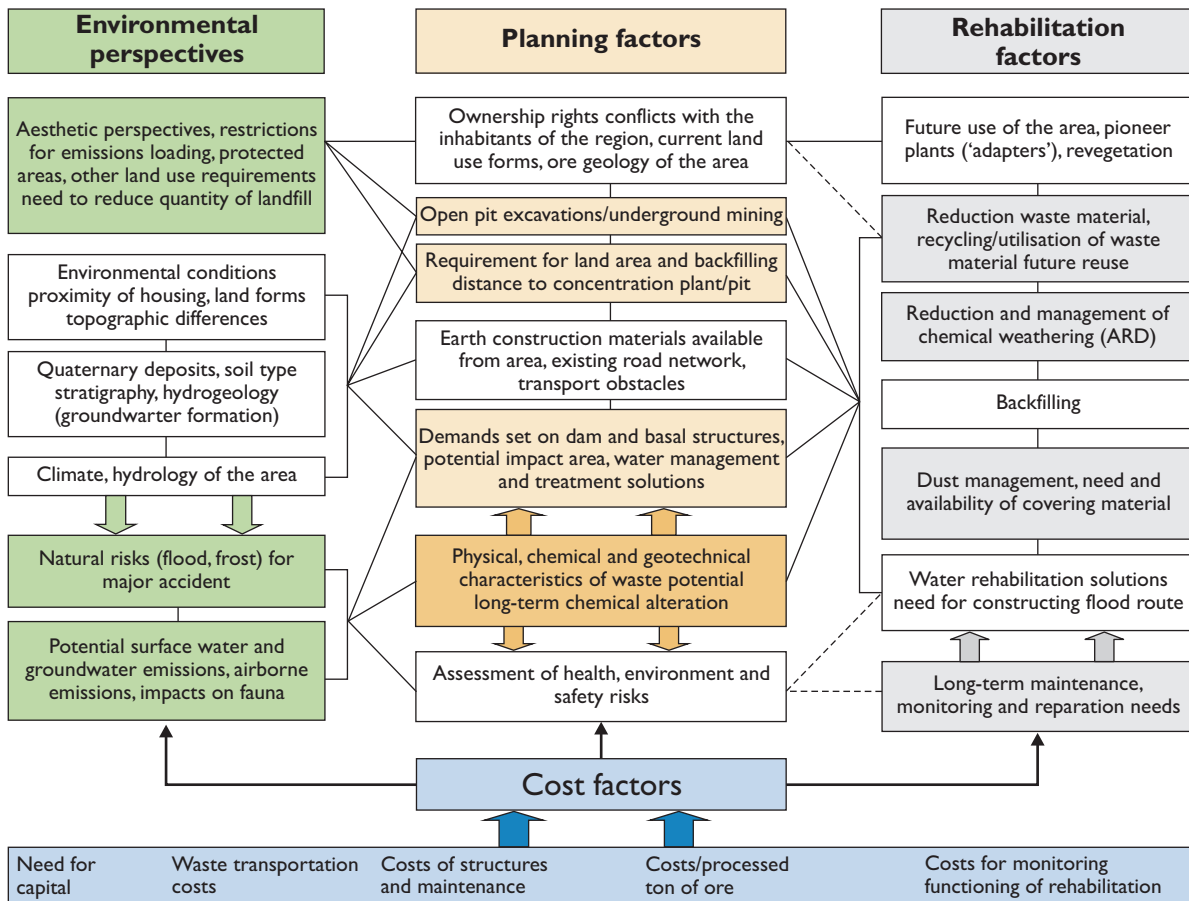 Environmental
perspectives
Aesthetic perspectives, restrictions
for emissions loading, protected
areas, other land use requirements
need to reduce quantity of landfill
Environmental conditions
proximity of housing, land forms
topographic differences
Quaternary deposits, soil type
stratigraphy, hydrogeology
(groundwarter formation)
Climate, hydrology of the area
Natural risks (flood, frost) for
major accident
Potential surface water and
groundwater emissions, airborne
emissions, impacts on fauna
Planning factors
Ownership rights conflicts with the
inhabitants of the region, current land
use forms, ore geology of the area
Open pit excavations/underground mining
Requirement for land area and backfilling
distance to concentration plant/pit
Earth construction materials available
from area, existing road network,
transport obstacles
Demands set on dam and basal structures,
potential impact area, water management
and treatment solutions
Physical, chemical and geotechnical
characteristics of waste potential
long-term chemical alteration
Assessment of health, environment and
safety risks
Rehabilitation
factors
Future use of the area, pioneer
plants (‘adapters’), revegetation
Reduction waste material,
recycling/utilisation of waste
material future reuse
Reduction and management of
chemical weathering (ARD)
Backfilling
Dust management, need and
availability of covering material
Water rehabilitation solutions
need for constructing flood route
Long-term maintenance,
monitoring and reparation needs
Cost factors
Need for
capital
Waste transportation
costs
Costs of structures
and maintenance
Costs/processed
ton of ore
Costs for monitoring
functioning of rehabilitation